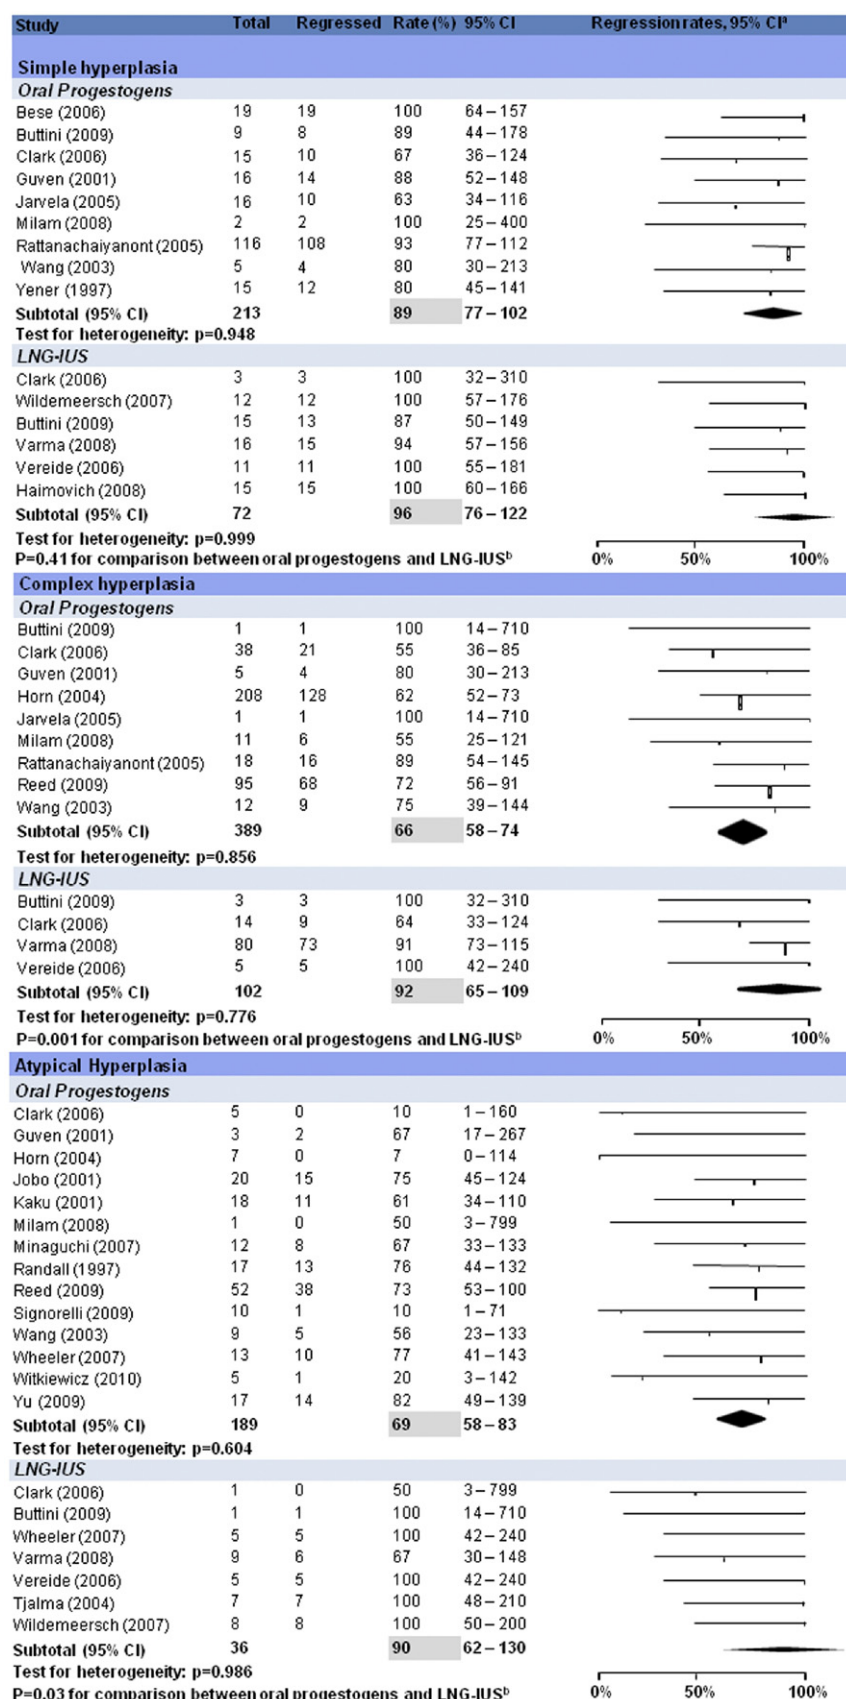 Study Total Regressed Rate (%) 95% CI Regression rates, 95% CIª
Simple hyperplasia
Oral Progestogens
Bese (2006) 19 19 100 64 – 157
Buttini (2009) 9 8 89 44 – 178
Clark (2006) 15 10 67 36 – 124
Guven (2001) 16 14 88 52 – 148
Jarvela (2005) 16 10 63 34 – 116
Milam (2008) 2 2 100 25 – 400
Rattanachaiyanont (2005) 116 108 93 77 – 112
Wang (2003) 5 4 80 30 – 213
Yener (1997) 15 12 80 45 – 141
Subtotal (95% CI) 213 89 77 – 102
Test for heterogeneity: p=0.948
LNG-IUS
Clark (2006) 3 3 100 32 – 310
Wildemeersch (2007) 12 12 100 57 – 176
Buttini (2009) 15 13 87 50 – 149
Varma (2008) 16 15 94 57 – 156
Vereide (2006) 11 11 100 55 – 181
Haimovich (2008) 15 15 100 60 – 166
Subtotal (95% CI) 72 96 76 – 122
Test for heterogeneity: p=0.999
P=0.41 for comparison between oral progestogens and LNG-IUSᵇ 0% 50% 100%
Complex hyperplasia
Oral Progestogens
Buttini (2009) 1 1 100 14 – 710
Clark (2006) 38 21 55 36 – 85
Guven (2001) 5 4 80 30 – 213
Horn (2004) 208 128 62 52 – 73
Jarvela (2005) 1 1 100 14 – 710
Milam (2008) 11 6 55 25 – 121
Rattanachaiyanont (2005) 18 16 89 54 – 145
Reed (2009) 95 68 72 56 – 91
Wang (2003) 12 9 75 39 – 144
Subtotal (95% CI) 389 66 58 – 74
Test for heterogeneity: p=0.856
LNG-IUS
Buttini (2009) 3 3 100 32 – 310
Clark (2006) 14 9 64 33 – 124
Varma (2008) 80 73 91 73 – 115
Vereide (2006) 5 5 100 42 – 240
Subtotal (95% CI) 102 92 65 – 109
Test for heterogeneity: p=0.776
P=0.001 for comparison between oral progestogens and LNG-IUSᵇ 0% 50% 100%
Atypical Hyperplasia
Oral Progestogens
Clark (2006) 5 0 10 1 – 160
Guven (2001) 3 2 67 17 – 267
Horn (2004) 7 0 7 0 – 114
Jobo (2001) 20 15 75 45 – 124
Kaku (2001) 18 11 61 34 – 110
Milam (2008) 1 0 50 3 – 799
Minaguchi (2007) 12 8 67 33 – 133
Randall (1997) 17 13 76 44 – 132
Reed (2009) 52 38 73 53 – 100
Signorelli (2009) 10 1 10 1 – 71
Wang (2003) 9 5 56 23 – 133
Wheeler (2007) 13 10 77 41 – 143
Witkiewicz (2010) 5 1 20 3 – 142
Yu (2009) 17 14 82 49 – 139
Subtotal (95% CI) 189 69 58 – 83
Test for heterogeneity: p=0.604
LNG-IUS
Clark (2006) 1 0 50 3 – 799
Buttini (2009) 1 1 100 14 – 710
Wheeler (2007) 5 5 100 42 – 240
Varma (2008) 9 6 67 30 – 148
Vereide (2006) 5 5 100 42 – 240
Tjalma (2004) 7 7 100 48 – 210
Wildemeersch (2007) 8 8 100 50 – 200
Subtotal (95% CI) 36 90 62 – 130
Test for heterogeneity: p=0.986
P=0.03 for comparison between oral progestogens and LNG-IUSᵇ 0% 50% 100%